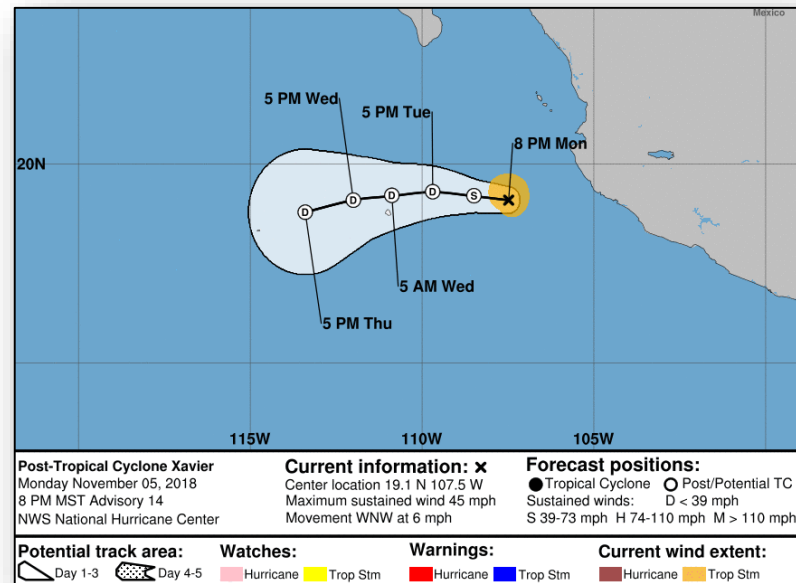 Mexico
5 PM Wed
5 PM Tue
8 PM Mon
20N
D D D D S
5 AM Wed
5 PM Thu
115W 110W 105W
Post-Tropical Cyclone Xavier
Monday November 05, 2018
8 PM MST Advisory 14
NWS National Hurricane Center
Current information: ×
Center location 19.1 N 107.5 W
Maximum sustained wind 45 mph
Movement WNW at 6 mph
Forecast positions:
Tropical Cyclone Post/Potential TC
Sustained winds: D < 39 mph
S 39-73 mph H 74-110 mph M > 110 mph
Potential track area:
Day 1-3 Day 4-5
Watches:
Hurricane Trop Stm
Warnings:
Hurricane Trop Stm
Current wind extent:
Hurricane Trop Stm